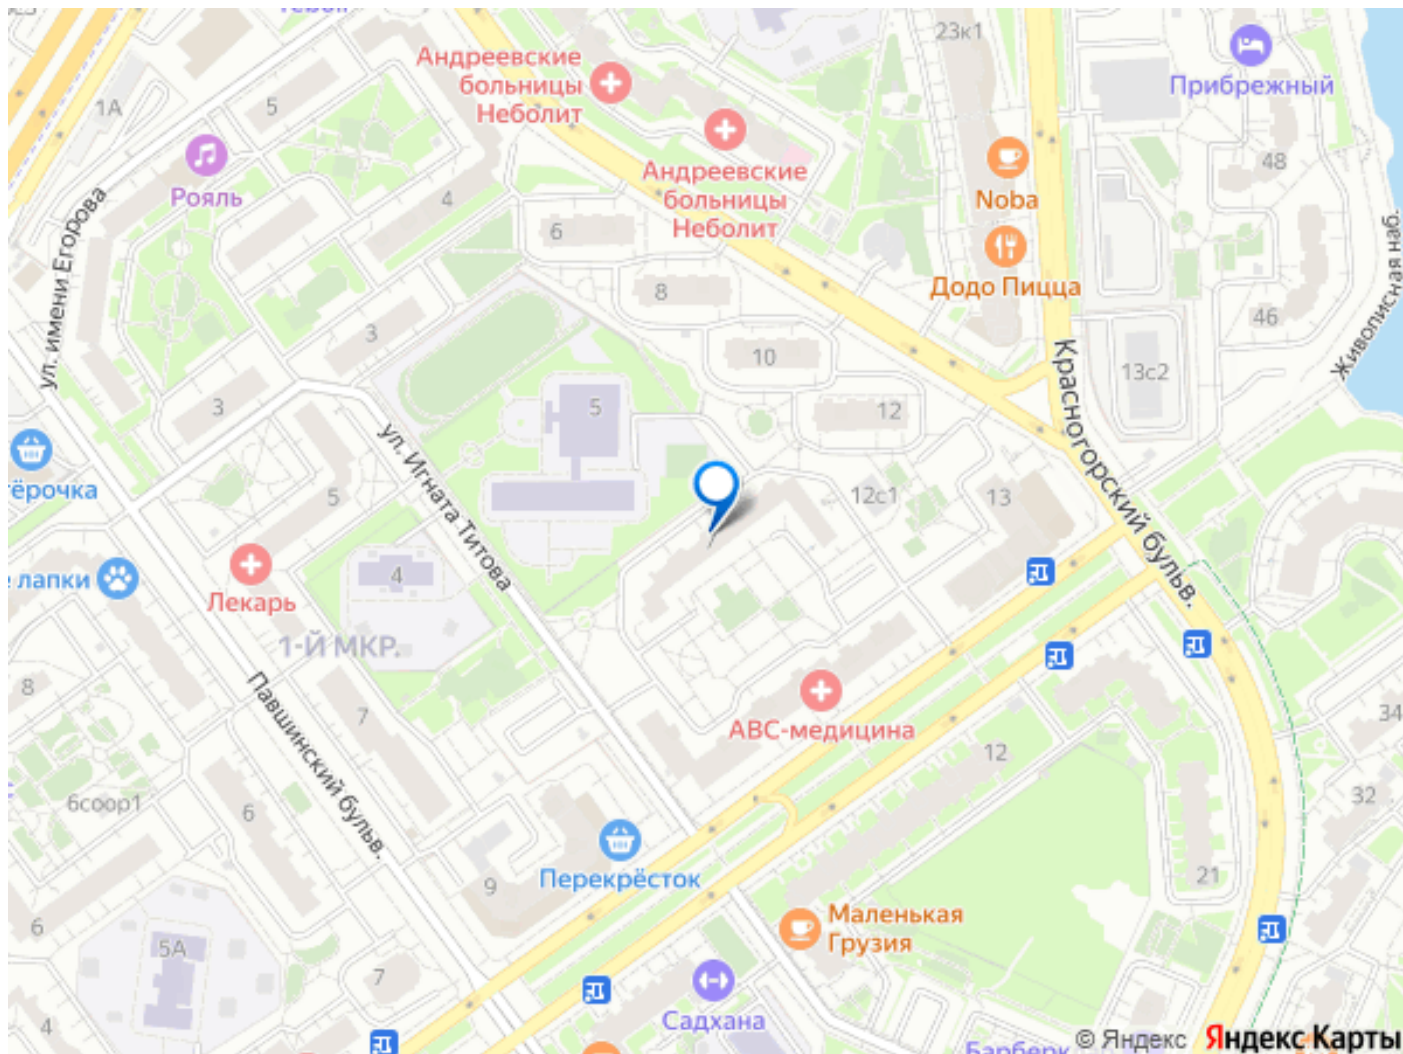 23к1
Андреевские
больницы
Неболит
Прибрежный
1А
5
Андреевские
больницы
Неболит
48
Рояль
4
Noba
6
ул. имени Егорова
8
Додо Пицца
Живописная наб.
46
3
10
13с2
3
5
12
Красногорский бульв.
ул. Игната Титова
тёрочка
5
12с1
13
4
е лапки
Лекарь
1-Й МКР.
8
7
Павшинский бульв.
АВС-медицина
34
12
6соор1
6
32
9
Перекрёсток
21
6
5А
7
Маленькая
Грузия
4
Садхана
Барберк
© Яндекс
Яндекс Карты